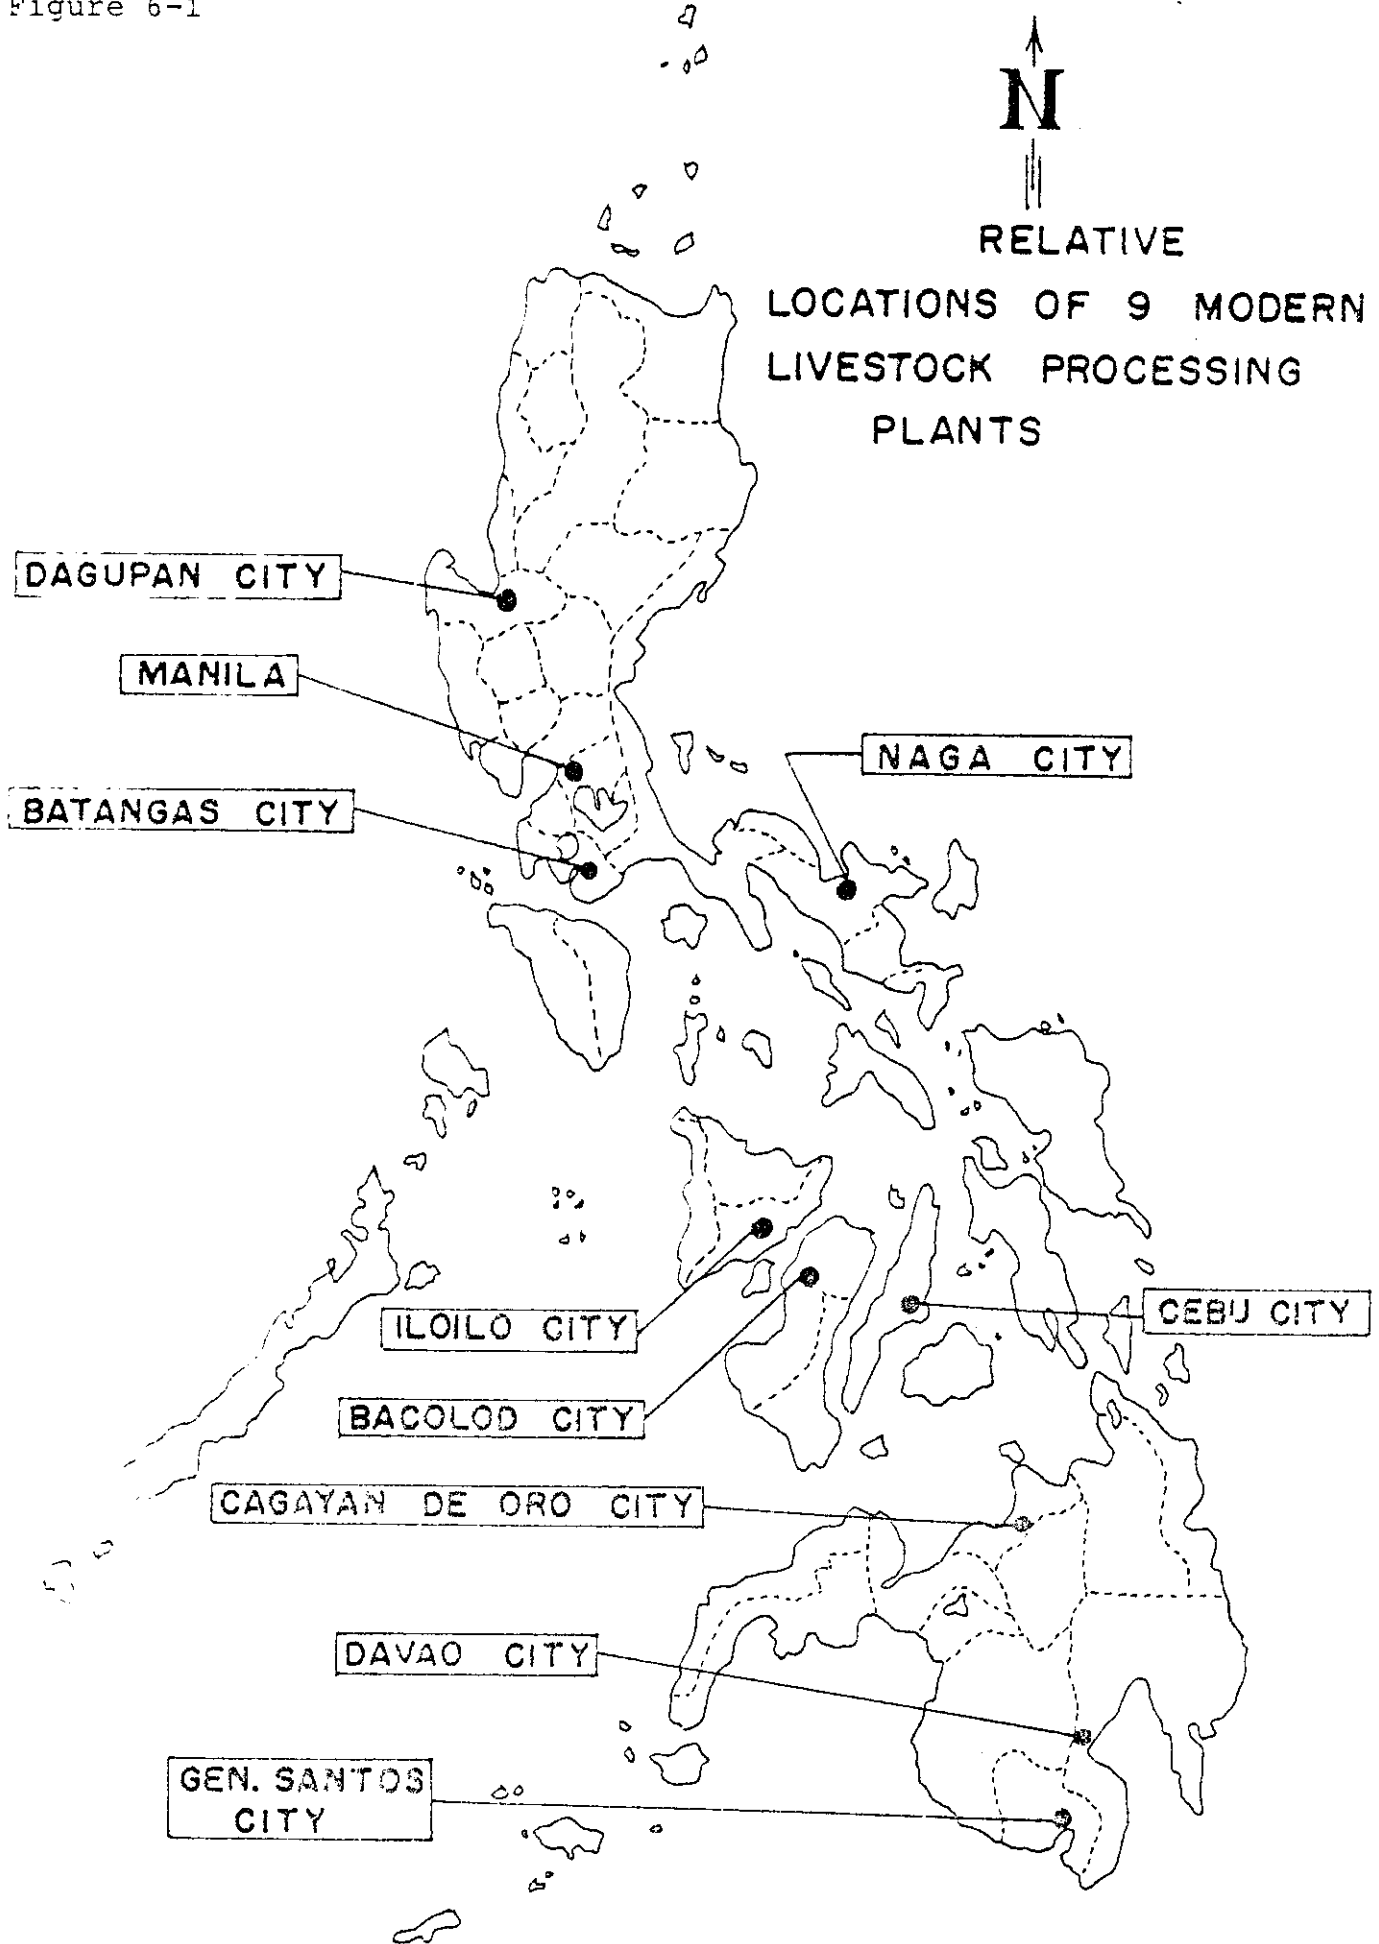 Figure 6-1
N
RELATIVE
LOCATIONS OF 9 MODERN
LIVESTOCK PROCESSING
PLANTS
DAGUPAN CITY
MANILA
NAGA CITY
BATANGAS CITY
ILOILO CITY
CEBU CITY
BACOLOD CITY
CAGAYAN DE ORO CITY
DAVAO CITY
GEN. SANTOS
CITY